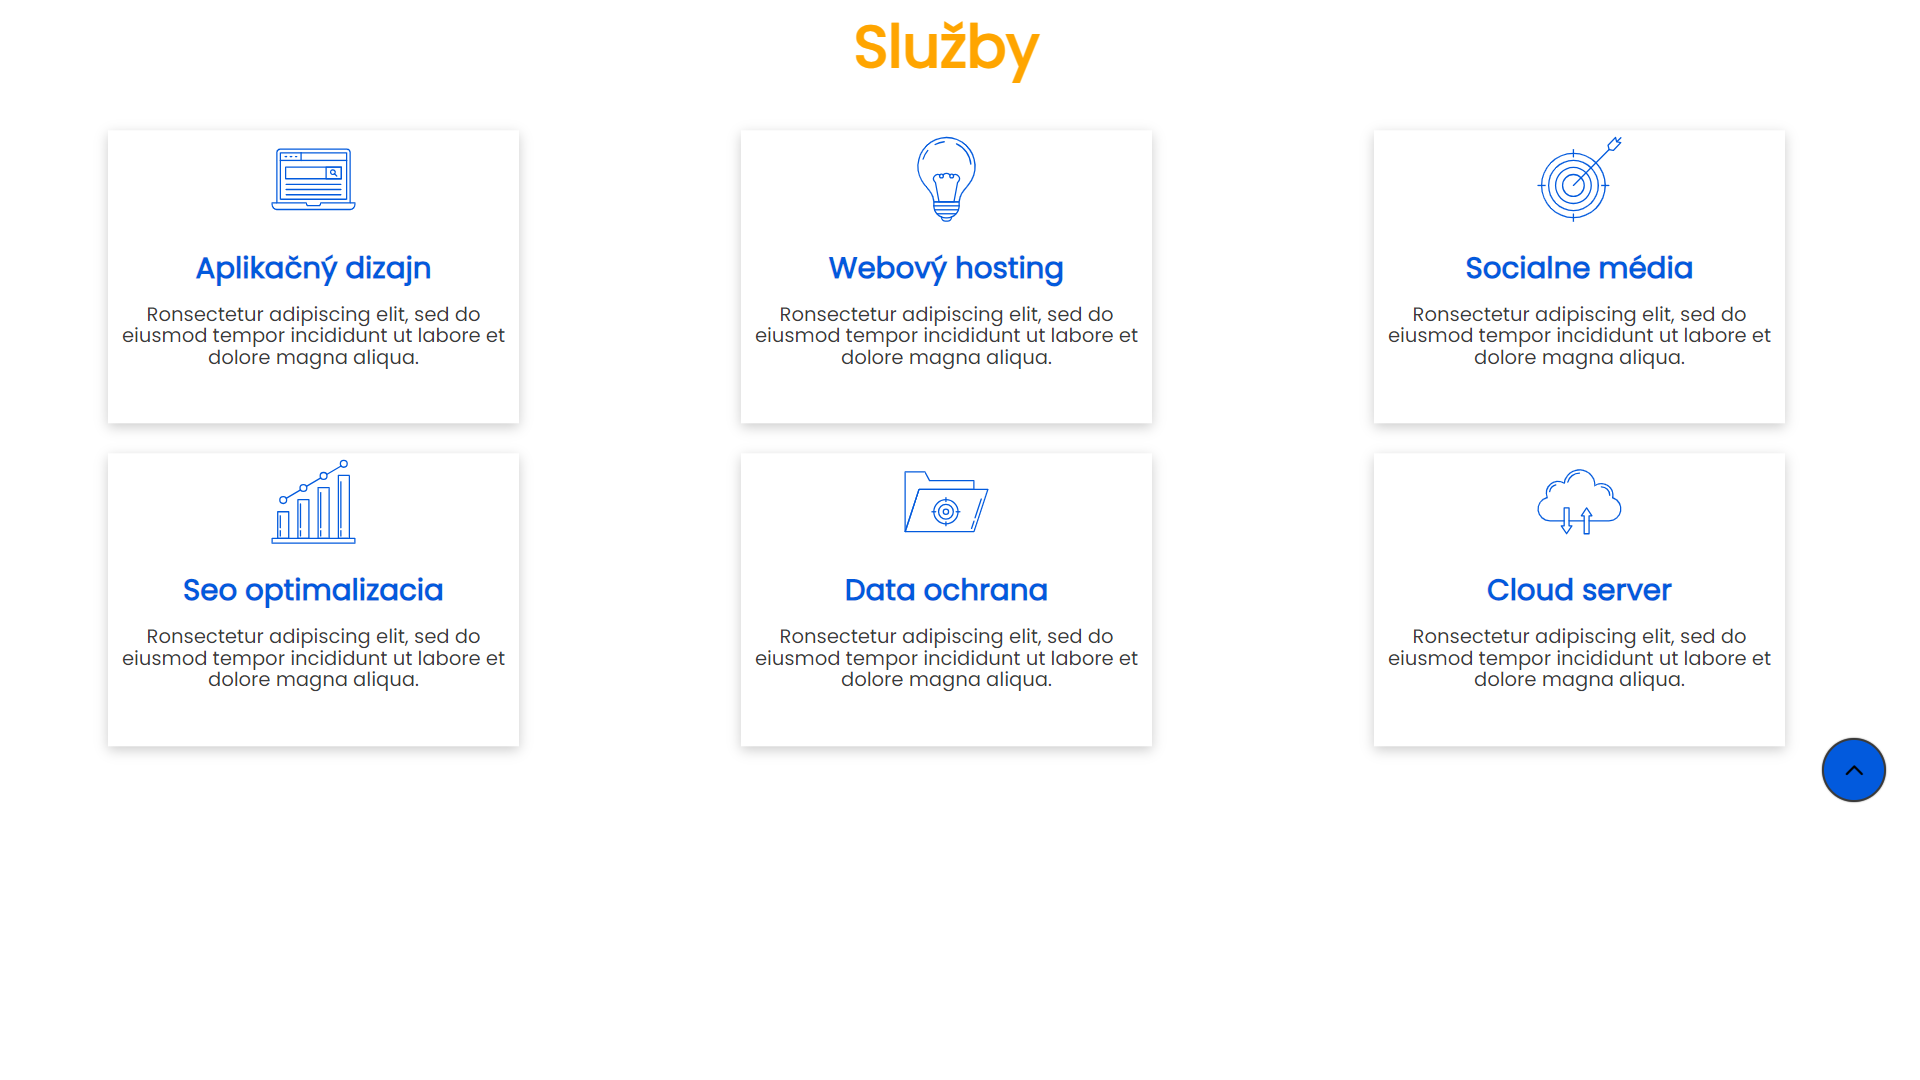 Služby
Aplikačný dizajn
Ronsectetur adipiscing elit, sed do
eiusmod tempor incididunt ut labore et
dolore magna aliqua.
Webový hosting
Ronsectetur adipiscing elit, sed do
eiusmod tempor incididunt ut labore et
dolore magna aliqua.
Socialne média
Ronsectetur adipiscing elit, sed do
eiusmod tempor incididunt ut labore et
dolore magna aliqua.
Seo optimalizacia
Ronsectetur adipiscing elit, sed do
eiusmod tempor incididunt ut labore et
dolore magna aliqua.
Data ochrana
Ronsectetur adipiscing elit, sed do
eiusmod tempor incididunt ut labore et
dolore magna aliqua.
Cloud server
Ronsectetur adipiscing elit, sed do
eiusmod tempor incididunt ut labore et
dolore magna aliqua.